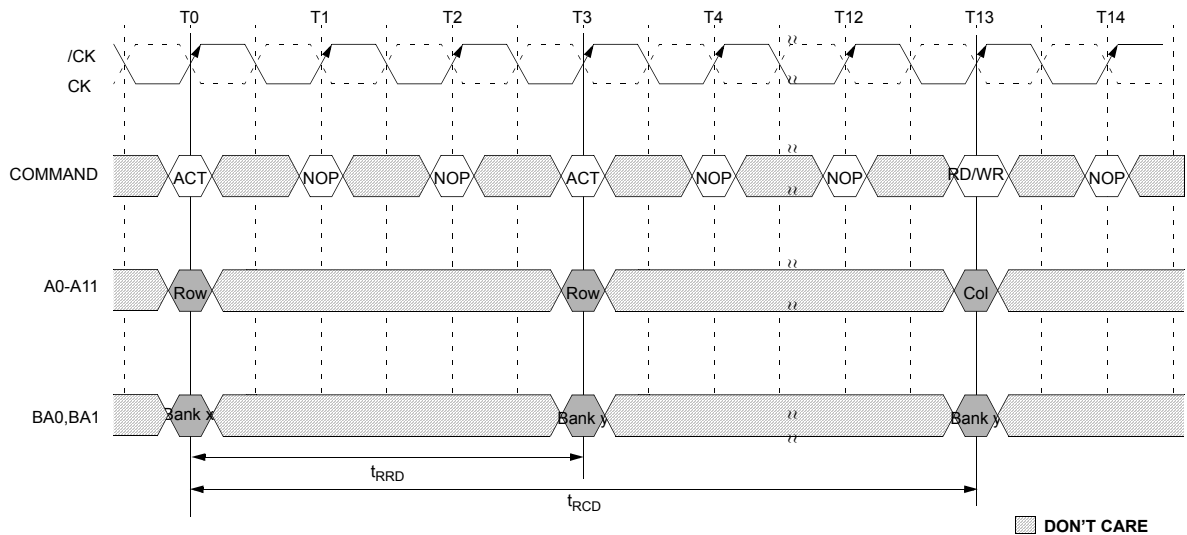 T0 T1 T2 T3 T4 T12 T13 T14
/CK
CK
COMMAND ACT NOP NOP ACT NOP NOP RD/WR NOP
A0-A11 Row Row Col
BA0,BA1 Bank x Bank y Bank y
tRRD
tRCD
DON'T CARE